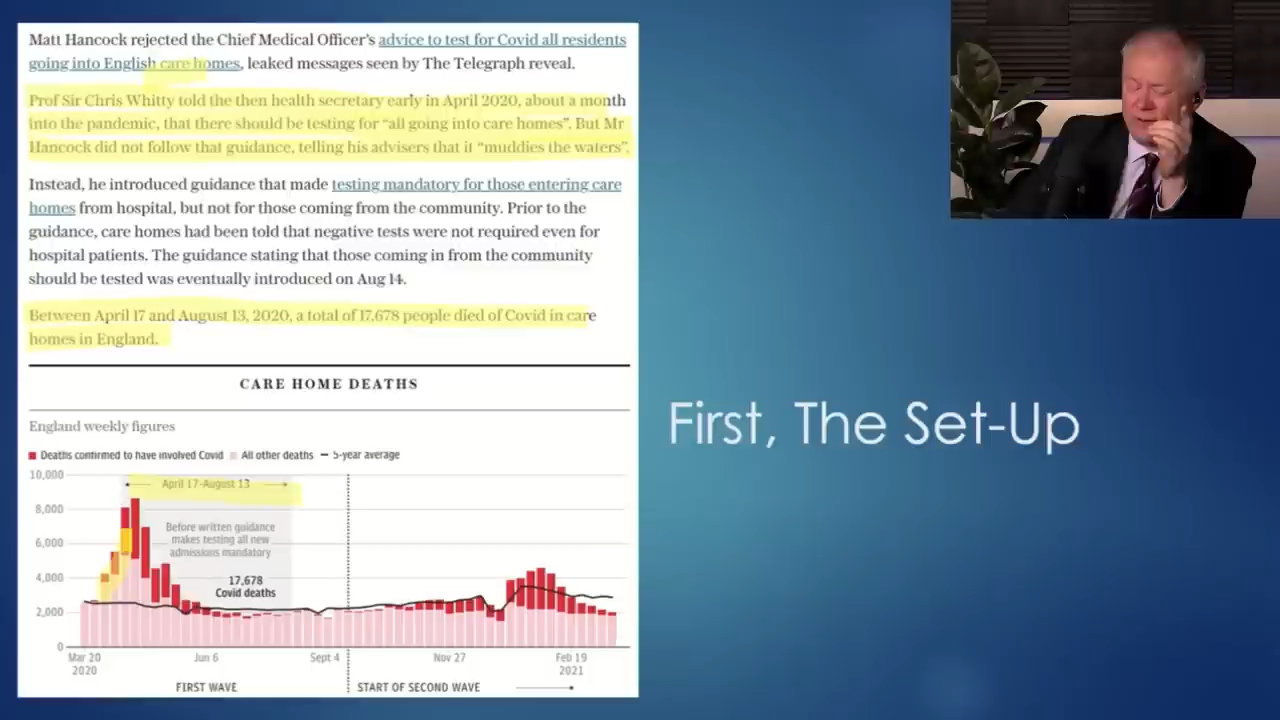 Matt Hancock rejected the Chief Medical Officer's advice to test for Covid all residents
going into English care homes, leaked messages seen by The Telegraph reveal.
Prof Sir Chris Whitty told the then health secretary early in April 2020, about a month
into the pandemic, that there should be testing for “all going into care homes”. But Mr
Hancock did not follow that guidance, telling his advisers that it “muddies the waters”.
Instead, he introduced guidance that made testing mandatory for those entering care
homes from hospital, but not for those coming from the community. Prior to the
guidance, care homes had been told that negative tests were not required even for
hospital patients. The guidance stating that those coming in from the community
should be tested was eventually introduced on Aug 14.
Between April 17 and August 13, 2020, a total of 17,678 people died of Covid in care
homes in England.
CARE HOME DEATHS
England weekly figures
Deaths confirmed to have involved Covid All other deaths 5-year average
10,000
April 17-August 13
8,000
Before written guidance
makes testing all new
admissions mandatory
6,000
4,000
17,678
Covid deaths
2,000
0
Mar 20 Jun 6 Sept 4 Nov 27 Feb 19
2020 2021
FIRST WAVE START OF SECOND WAVE
First, The Set-Up